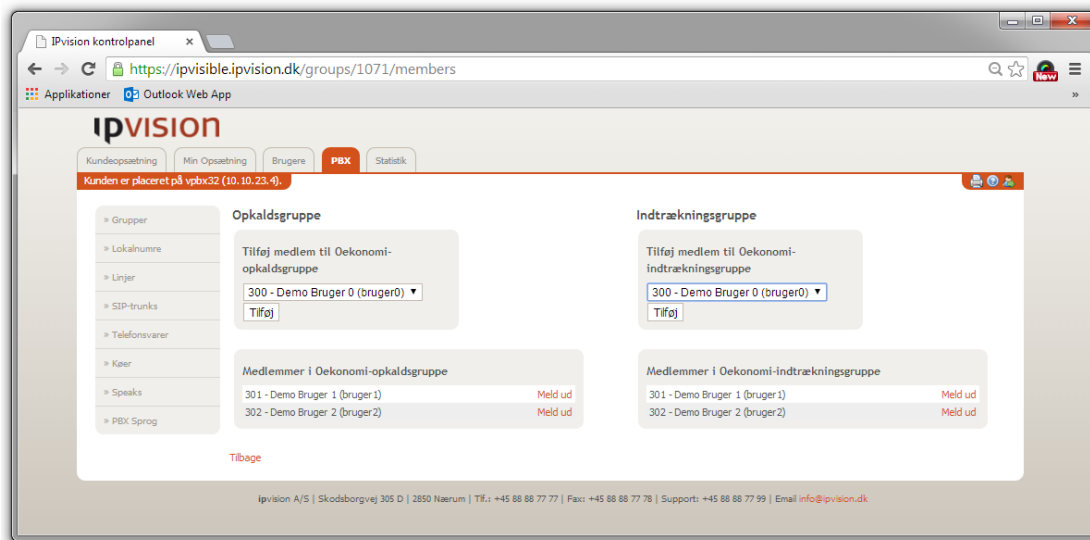 IPvision kontrolpanel
https://ipvisible.ipvision.dk/groups/1071/members
New
Applikationer
Outlook Web App
ipvision
Kundeopsætning
Min Opsætning
Brugere
PBX
Statistik
Kunden er placeret på vpbx32 (10.10.23.4).
» Grupper
» Lokalnumre
» Linjer
» SIP-trunks
» Telefonsvarer
» Køer
» Speaks
» PBX Sprog
Opkaldsgruppe
Tilføj medlem til Oekonomi-
opkaldsgruppe
300 - Demo Bruger 0 (bruger0)
Tilføj
Medlemmer i Oekonomi-opkaldsgruppe
301 - Demo Bruger 1 (bruger1) Meld ud
302 - Demo Bruger 2 (bruger2) Meld ud
Indtrækningsgruppe
Tilføj medlem til Oekonomi-
indtrækningsgruppe
300 - Demo Bruger 0 (bruger0)
Tilføj
Medlemmer i Oekonomi-indtrækningsgruppe
301 - Demo Bruger 1 (bruger1) Meld ud
302 - Demo Bruger 2 (bruger2) Meld ud
Tilbage
ipvision A/S | Skodsborgvej 305 D | 2850 Nærum | Tlf.: +45 88 88 77 77 | Fax: +45 88 88 77 78 | Support: +45 88 88 77 99 | Email info@ipvision.dk